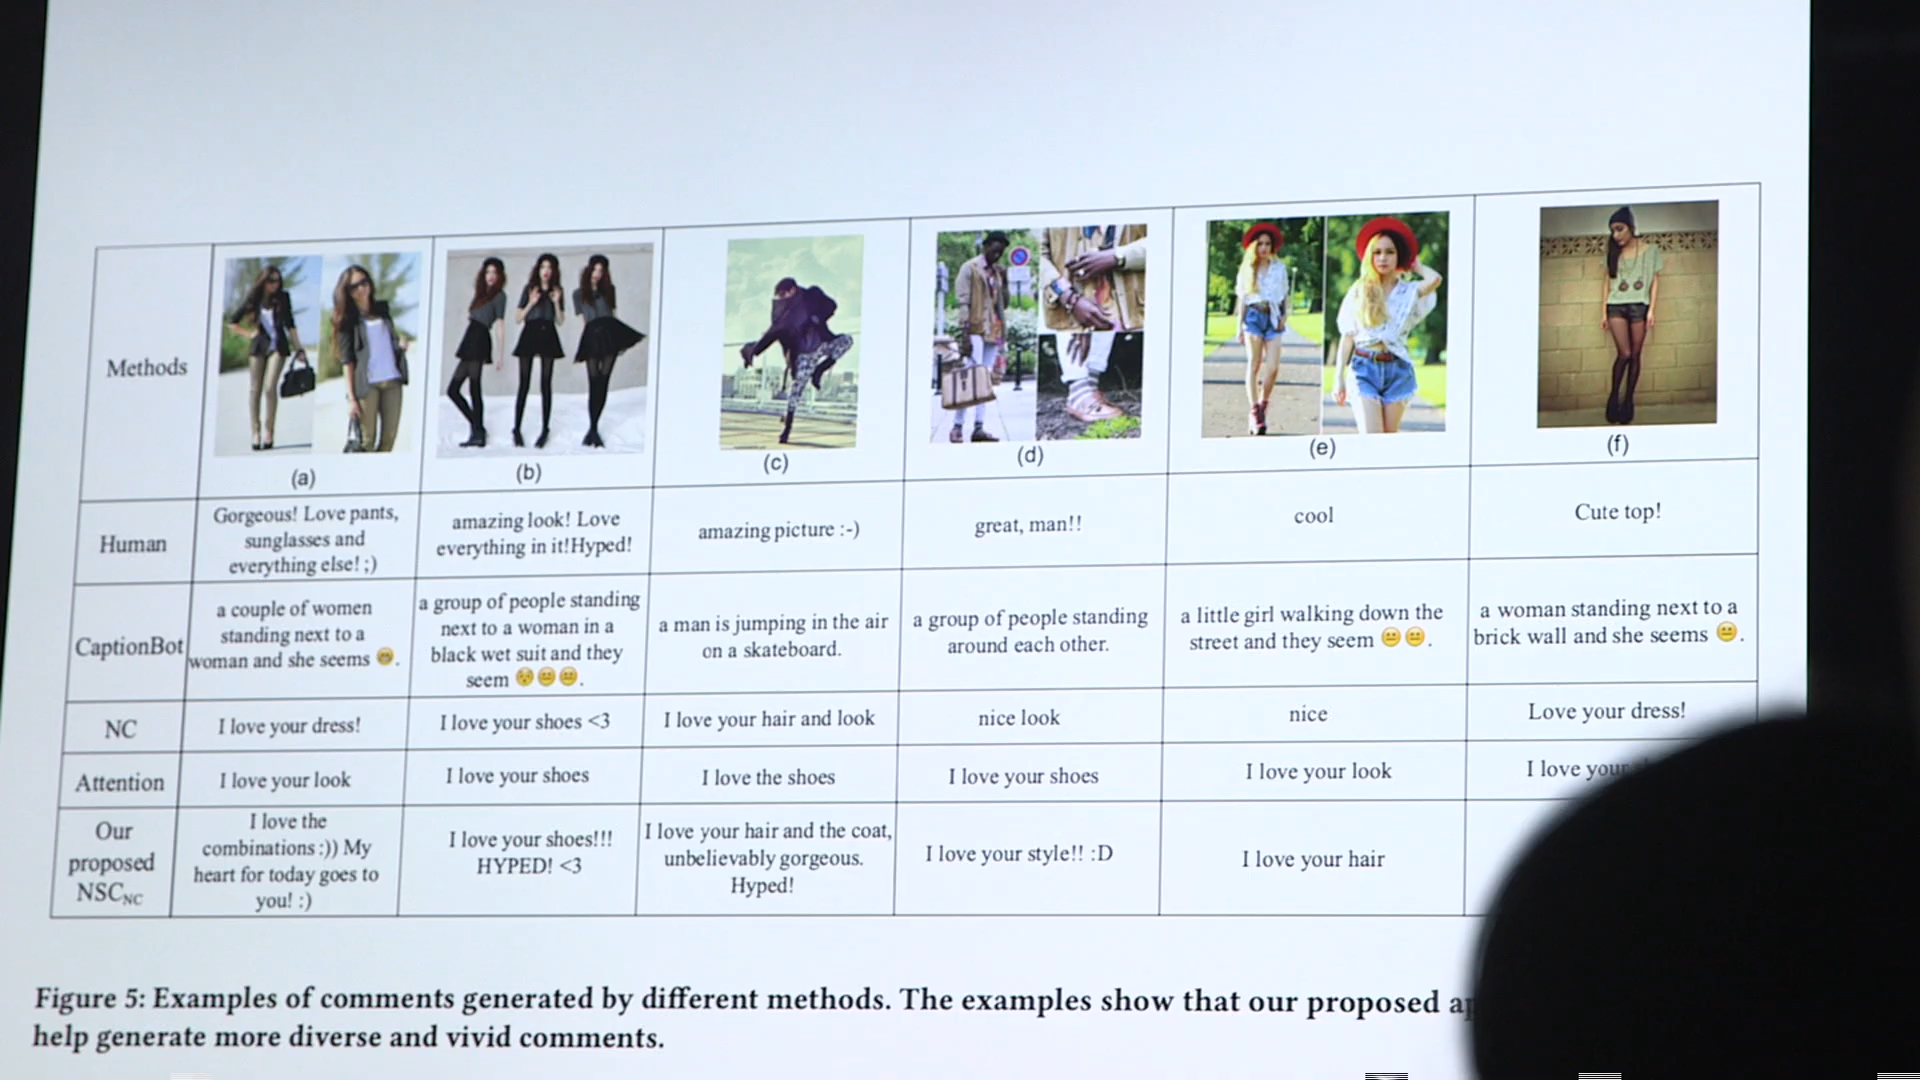 Methods
(a)
(b)
(c)
(d)
(e)
(f)
Human
Gorgeous! Love pants,
sunglasses and
everything else! ;)
amazing look! Love
everything in it!Hyped!
amazing picture :-)
great, man!!
cool
Cute top!
CaptionBot
a couple of women
standing next to a
woman and she seems 😁.
a group of people standing
next to a woman in a
black wet suit and they
seem 😯😐😐.
a man is jumping in the air
on a skateboard.
a group of people standing
around each other.
a little girl walking down the
street and they seem 😐😐.
a woman standing next to a
brick wall and she seems 😐.
NC
I love your dress!
I love your shoes <3
I love your hair and look
nice look
nice
Love your dress!
Attention
I love your look
I love your shoes
I love the shoes
I love your shoes
I love your look
I love your
Our
proposed
NSC_NC
I love the
combinations :)) My
heart for today goes to
you! :)
I love your shoes!!!
HYPED! <3
I love your hair and the coat,
unbelievably gorgeous.
Hyped!
I love your style!! :D
I love your hair
Figure 5: Examples of comments generated by different methods. The examples show that our proposed
help generate more diverse and vivid comments.